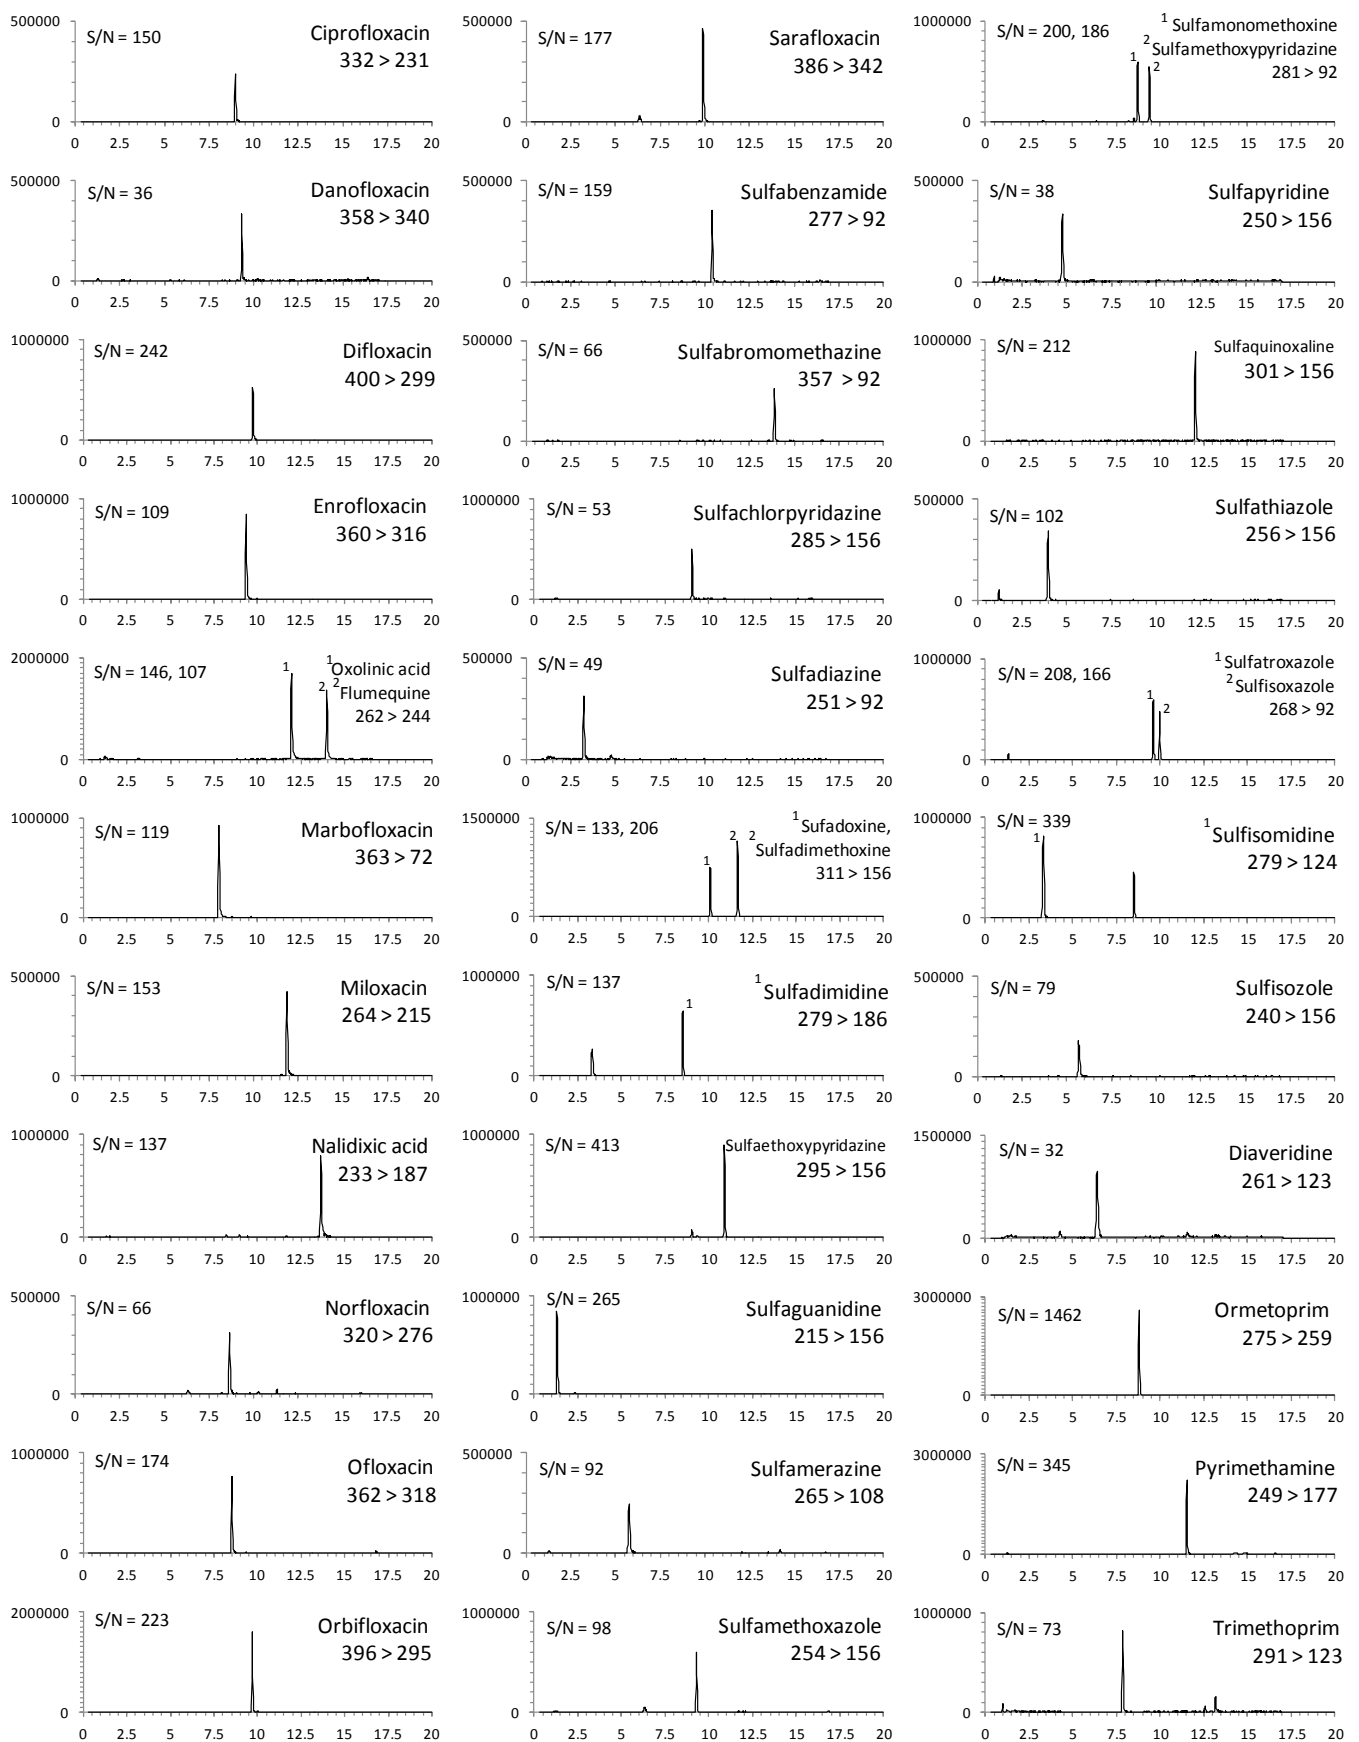 500000
S/N = 150
Ciprofloxacin
332 > 231
0
0 2.5 5 7.5 10 12.5 15 17.5 20
500000
S/N = 177
Sarafloxacin
386 > 342
0
0 2.5 5 7.5 10 12.5 15 17.5 20
1000000
S/N = 200, 186
1 Sulfamonomethoxine
2 Sulfamethoxypyridazine
281 > 92
1
2
0
0 2.5 5 7.5 10 12.5 15 17.5 20
500000
S/N = 36
Danofloxacin
358 > 340
0
0 2.5 5 7.5 10 12.5 15 17.5 20
500000
S/N = 159
Sulfabenzamide
277 > 92
0
0 2.5 5 7.5 10 12.5 15 17.5 20
500000
S/N = 38
Sulfapyridine
250 > 156
0
0 2.5 5 7.5 10 12.5 15 17.5 20
1000000
S/N = 242
Difloxacin
400 > 299
0
0 2.5 5 7.5 10 12.5 15 17.5 20
500000
S/N = 66
Sulfabromomethazine
357 > 92
0
0 2.5 5 7.5 10 12.5 15 17.5 20
1000000
S/N = 212
Sulfaquinoxaline
301 > 156
0
0 2.5 5 7.5 10 12.5 15 17.5 20
1000000
S/N = 109
Enrofloxacin
360 > 316
0
0 2.5 5 7.5 10 12.5 15 17.5 20
1000000
S/N = 53
Sulfachlorpyridazine
285 > 156
0
0 2.5 5 7.5 10 12.5 15 17.5 20
500000
S/N = 102
Sulfathiazole
256 > 156
0
0 2.5 5 7.5 10 12.5 15 17.5 20
2000000
S/N = 146, 107
1 Oxolinic acid
2 Flumequine
262 > 244
1
2
0
0 2.5 5 7.5 10 12.5 15 17.5 20
500000
S/N = 49
Sulfadiazine
251 > 92
0
0 2.5 5 7.5 10 12.5 15 17.5 20
1000000
S/N = 208, 166
1 Sulfatroxazole
2 Sulfisoxazole
268 > 92
1
2
0
0 2.5 5 7.5 10 12.5 15 17.5 20
1000000
S/N = 119
Marbofloxacin
363 > 72
0
0 2.5 5 7.5 10 12.5 15 17.5 20
1500000
S/N = 133, 206
1 Sufadoxine,
2 Sulfadimethoxine
311 > 156
1
2
0
0 2.5 5 7.5 10 12.5 15 17.5 20
1000000
S/N = 339
1 Sulfisomidine
279 > 124
1
0
0 2.5 5 7.5 10 12.5 15 17.5 20
500000
S/N = 153
Miloxacin
264 > 215
0
0 2.5 5 7.5 10 12.5 15 17.5 20
1000000
S/N = 137
1 Sulfadimidine
279 > 186
1
0
0 2.5 5 7.5 10 12.5 15 17.5 20
500000
S/N = 79
Sulfisozole
240 > 156
0
0 2.5 5 7.5 10 12.5 15 17.5 20
1000000
S/N = 137
Nalidixic acid
233 > 187
0
0 2.5 5 7.5 10 12.5 15 17.5 20
1000000
S/N = 413
Sulfaethoxypyridazine
295 > 156
0
0 2.5 5 7.5 10 12.5 15 17.5 20
1500000
S/N = 32
Diaveridine
261 > 123
0
0 2.5 5 7.5 10 12.5 15 17.5 20
500000
S/N = 66
Norfloxacin
320 > 276
0
0 2.5 5 7.5 10 12.5 15 17.5 20
1000000
S/N = 265
Sulfaguanidine
215 > 156
0
0 2.5 5 7.5 10 12.5 15 17.5 20
3000000
S/N = 1462
Ormetoprim
275 > 259
0
0 2.5 5 7.5 10 12.5 15 17.5 20
1000000
S/N = 174
Ofloxacin
362 > 318
0
0 2.5 5 7.5 10 12.5 15 17.5 20
500000
S/N = 92
Sulfamerazine
265 > 108
0
0 2.5 5 7.5 10 12.5 15 17.5 20
3000000
S/N = 345
Pyrimethamine
249 > 177
0
0 2.5 5 7.5 10 12.5 15 17.5 20
2000000
S/N = 223
Orbifloxacin
396 > 295
0
0 2.5 5 7.5 10 12.5 15 17.5 20
1000000
S/N = 98
Sulfamethoxazole
254 > 156
0
0 2.5 5 7.5 10 12.5 15 17.5 20
1000000
S/N = 73
Trimethoprim
291 > 123
0
0 2.5 5 7.5 10 12.5 15 17.5 20